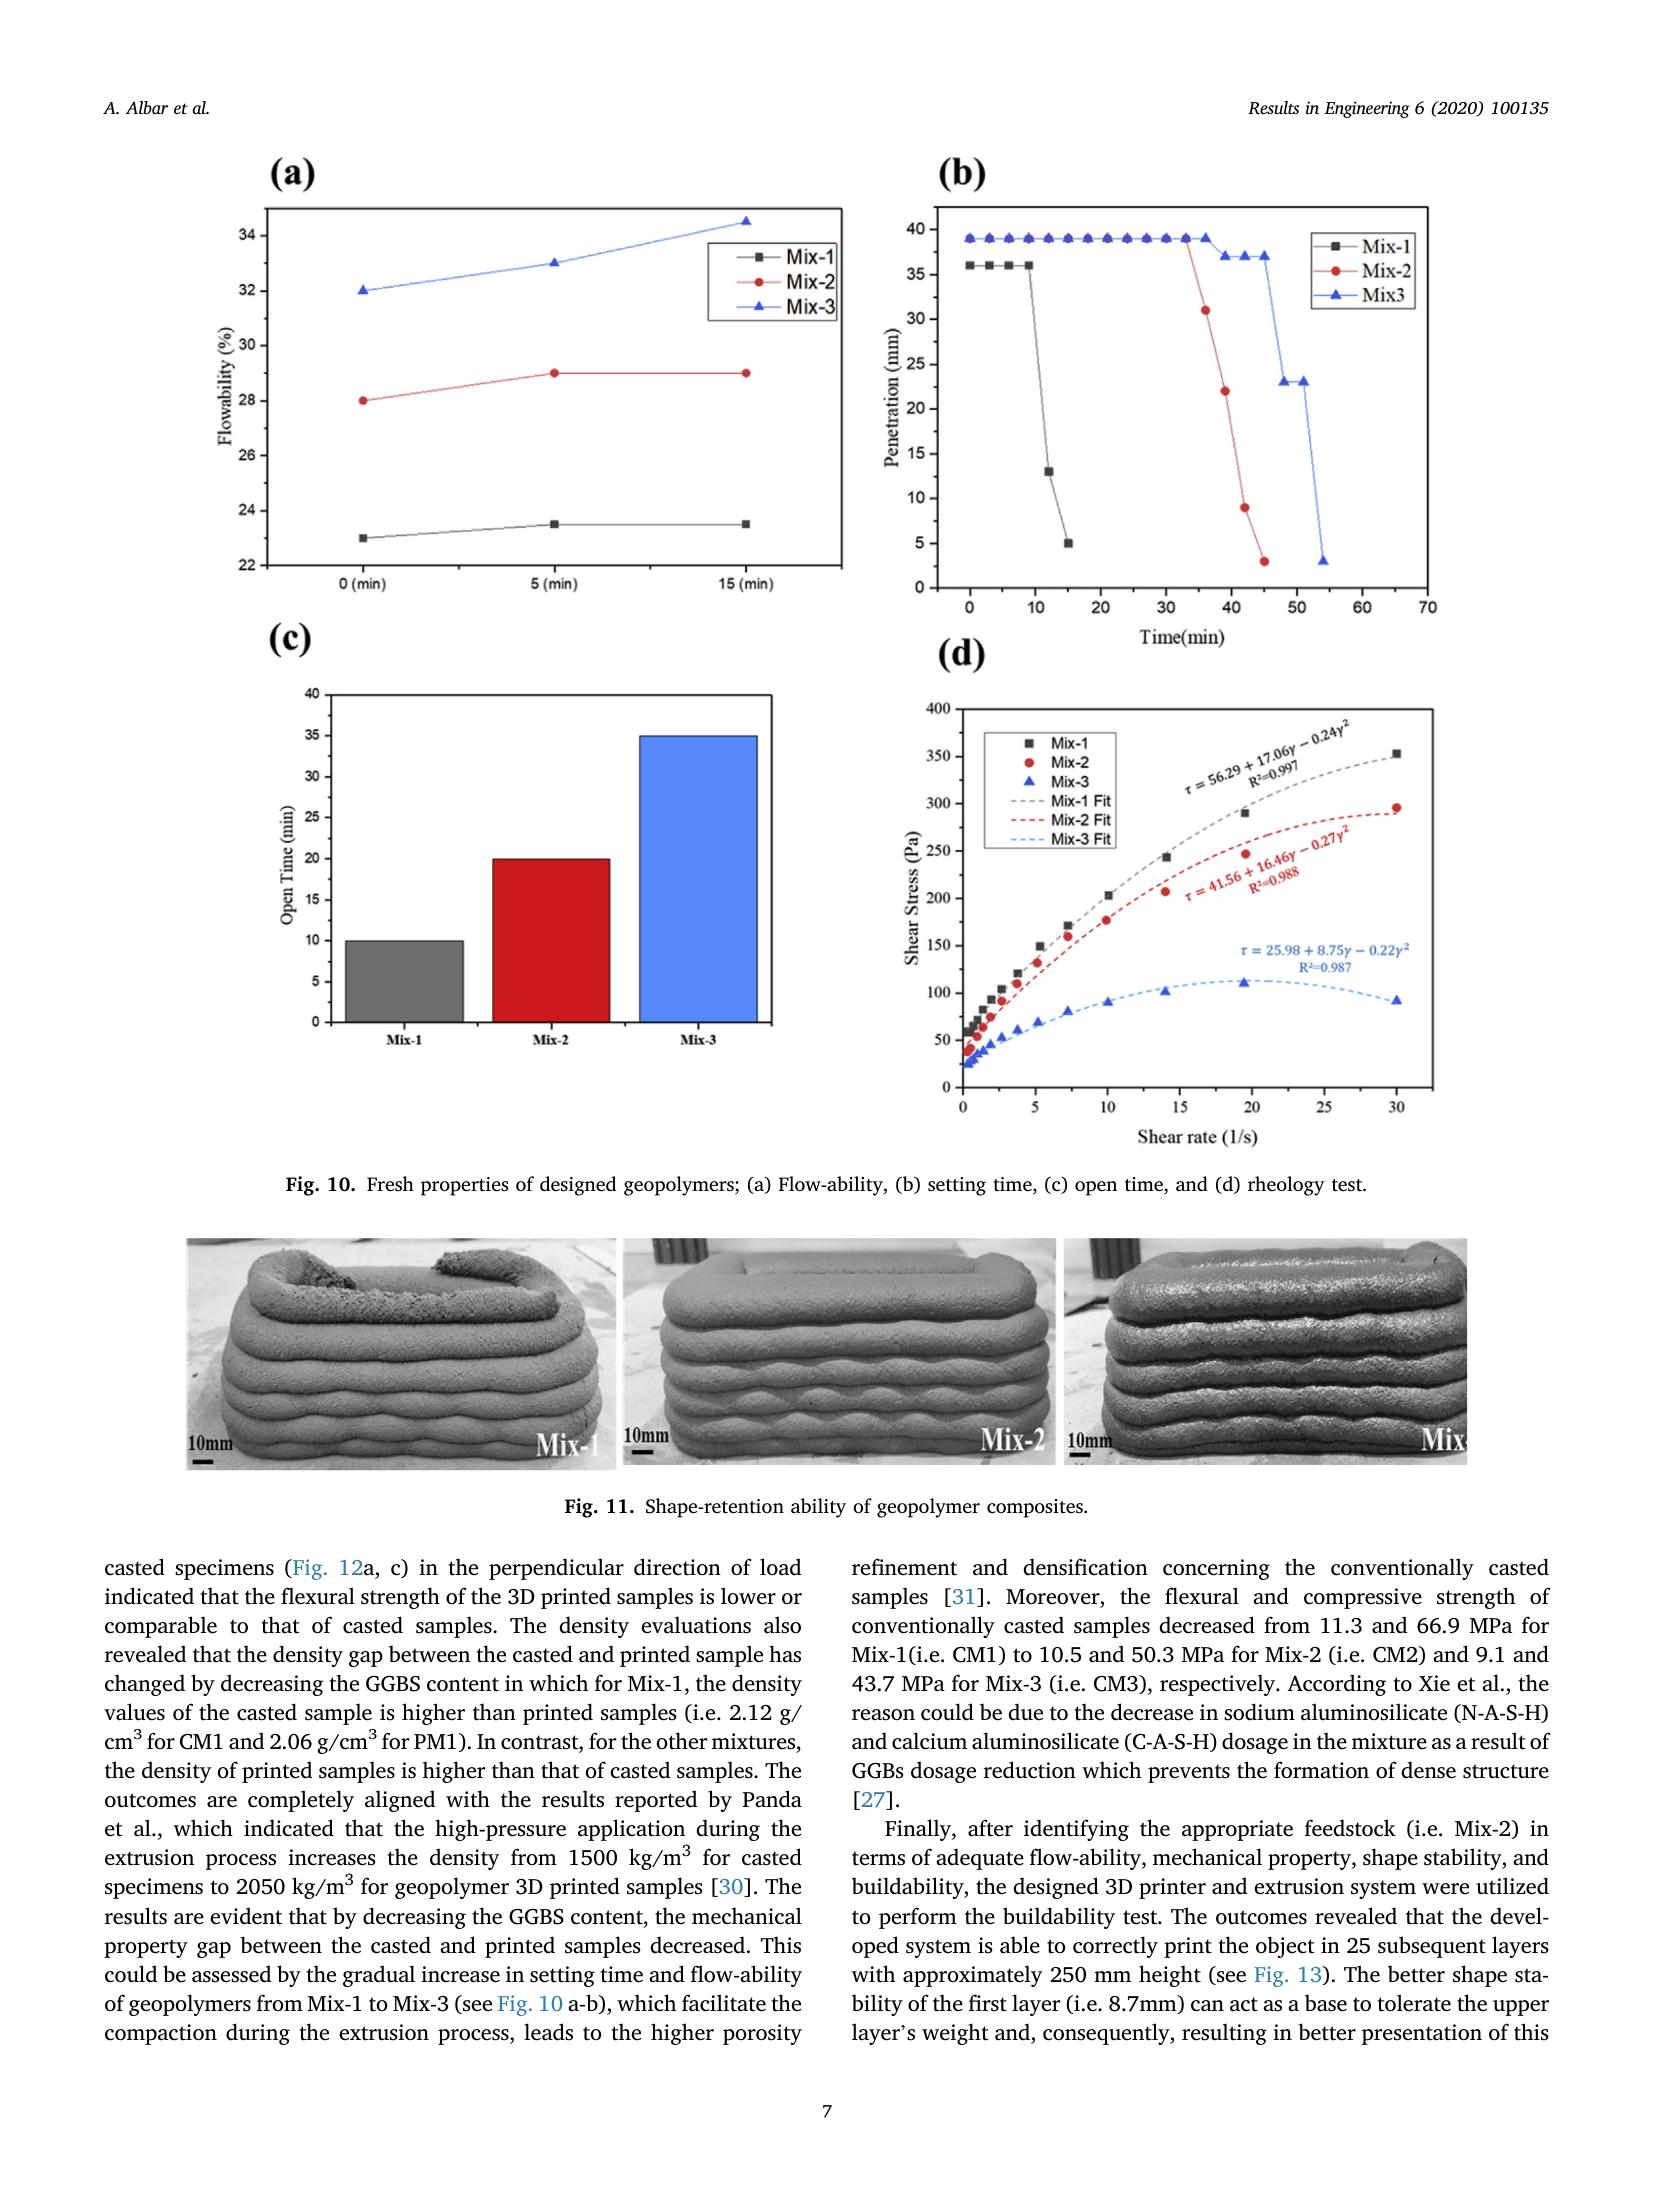 A. Albar et al.
Results in Engineering 6 (2020) 100135
(a)
34
32
30
28
26
24
22
Flowability (%)
0 (min)
5 (min)
15 (min)
Mix-1
Mix-2
Mix-3
(b)
40
35
30
25
20
15
10
5
0
Penetration (mm)
0
10
20
30
40
50
60
70
Time(min)
Mix-1
Mix-2
Mix3
(c)
40
35
30
25
20
15
10
5
0
Open Time (min)
Mix-1
Mix-2
Mix-3
(d)
400
350
300
250
200
150
100
50
0
Shear Stress (Pa)
0
5
10
15
20
25
30
Shear rate (1/s)
Mix-1
Mix-2
Mix-3
Mix-1 Fit
Mix-2 Fit
Mix-3 Fit
τ = 56.29 + 17.06γ − 0.24γ²
R²=0.997
τ = 41.56 + 16.46γ − 0.27γ²
R²=0.988
τ = 25.98 + 8.75γ − 0.22γ²
R²=0.987
Fig. 10. Fresh properties of designed geopolymers; (a) Flow-ability, (b) setting time, (c) open time, and (d) rheology test.
10mm
Mix-1
10mm
Mix-2
10mm
Mix-
Fig. 11. Shape-retention ability of geopolymer composites.
casted specimens (Fig. 12a, c) in the perpendicular direction of load
indicated that the flexural strength of the 3D printed samples is lower or
comparable to that of casted samples. The density evaluations also
revealed that the density gap between the casted and printed sample has
changed by decreasing the GGBS content in which for Mix-1, the density
values of the casted sample is higher than printed samples (i.e. 2.12 g/
cm³ for CM1 and 2.06 g/cm³ for PM1). In contrast, for the other mixtures,
the density of printed samples is higher than that of casted samples. The
outcomes are completely aligned with the results reported by Panda
et al., which indicated that the high-pressure application during the
extrusion process increases the density from 1500 kg/m³ for casted
specimens to 2050 kg/m³ for geopolymer 3D printed samples [30]. The
results are evident that by decreasing the GGBS content, the mechanical
property gap between the casted and printed samples decreased. This
could be assessed by the gradual increase in setting time and flow-ability
of geopolymers from Mix-1 to Mix-3 (see Fig. 10 a-b), which facilitate the
compaction during the extrusion process, leads to the higher porosity
refinement and densification concerning the conventionally casted
samples [31]. Moreover, the flexural and compressive strength of
conventionally casted samples decreased from 11.3 and 66.9 MPa for
Mix-1(i.e. CM1) to 10.5 and 50.3 MPa for Mix-2 (i.e. CM2) and 9.1 and
43.7 MPa for Mix-3 (i.e. CM3), respectively. According to Xie et al., the
reason could be due to the decrease in sodium aluminosilicate (N-A-S-H)
and calcium aluminosilicate (C-A-S-H) dosage in the mixture as a result of
GGBs dosage reduction which prevents the formation of dense structure
[27].
Finally, after identifying the appropriate feedstock (i.e. Mix-2) in
terms of adequate flow-ability, mechanical property, shape stability, and
buildability, the designed 3D printer and extrusion system were utilized
to perform the buildability test. The outcomes revealed that the devel-
oped system is able to correctly print the object in 25 subsequent layers
with approximately 250 mm height (see Fig. 13). The better shape sta-
bility of the first layer (i.e. 8.7mm) can act as a base to tolerate the upper
layer's weight and, consequently, resulting in better presentation of this
7